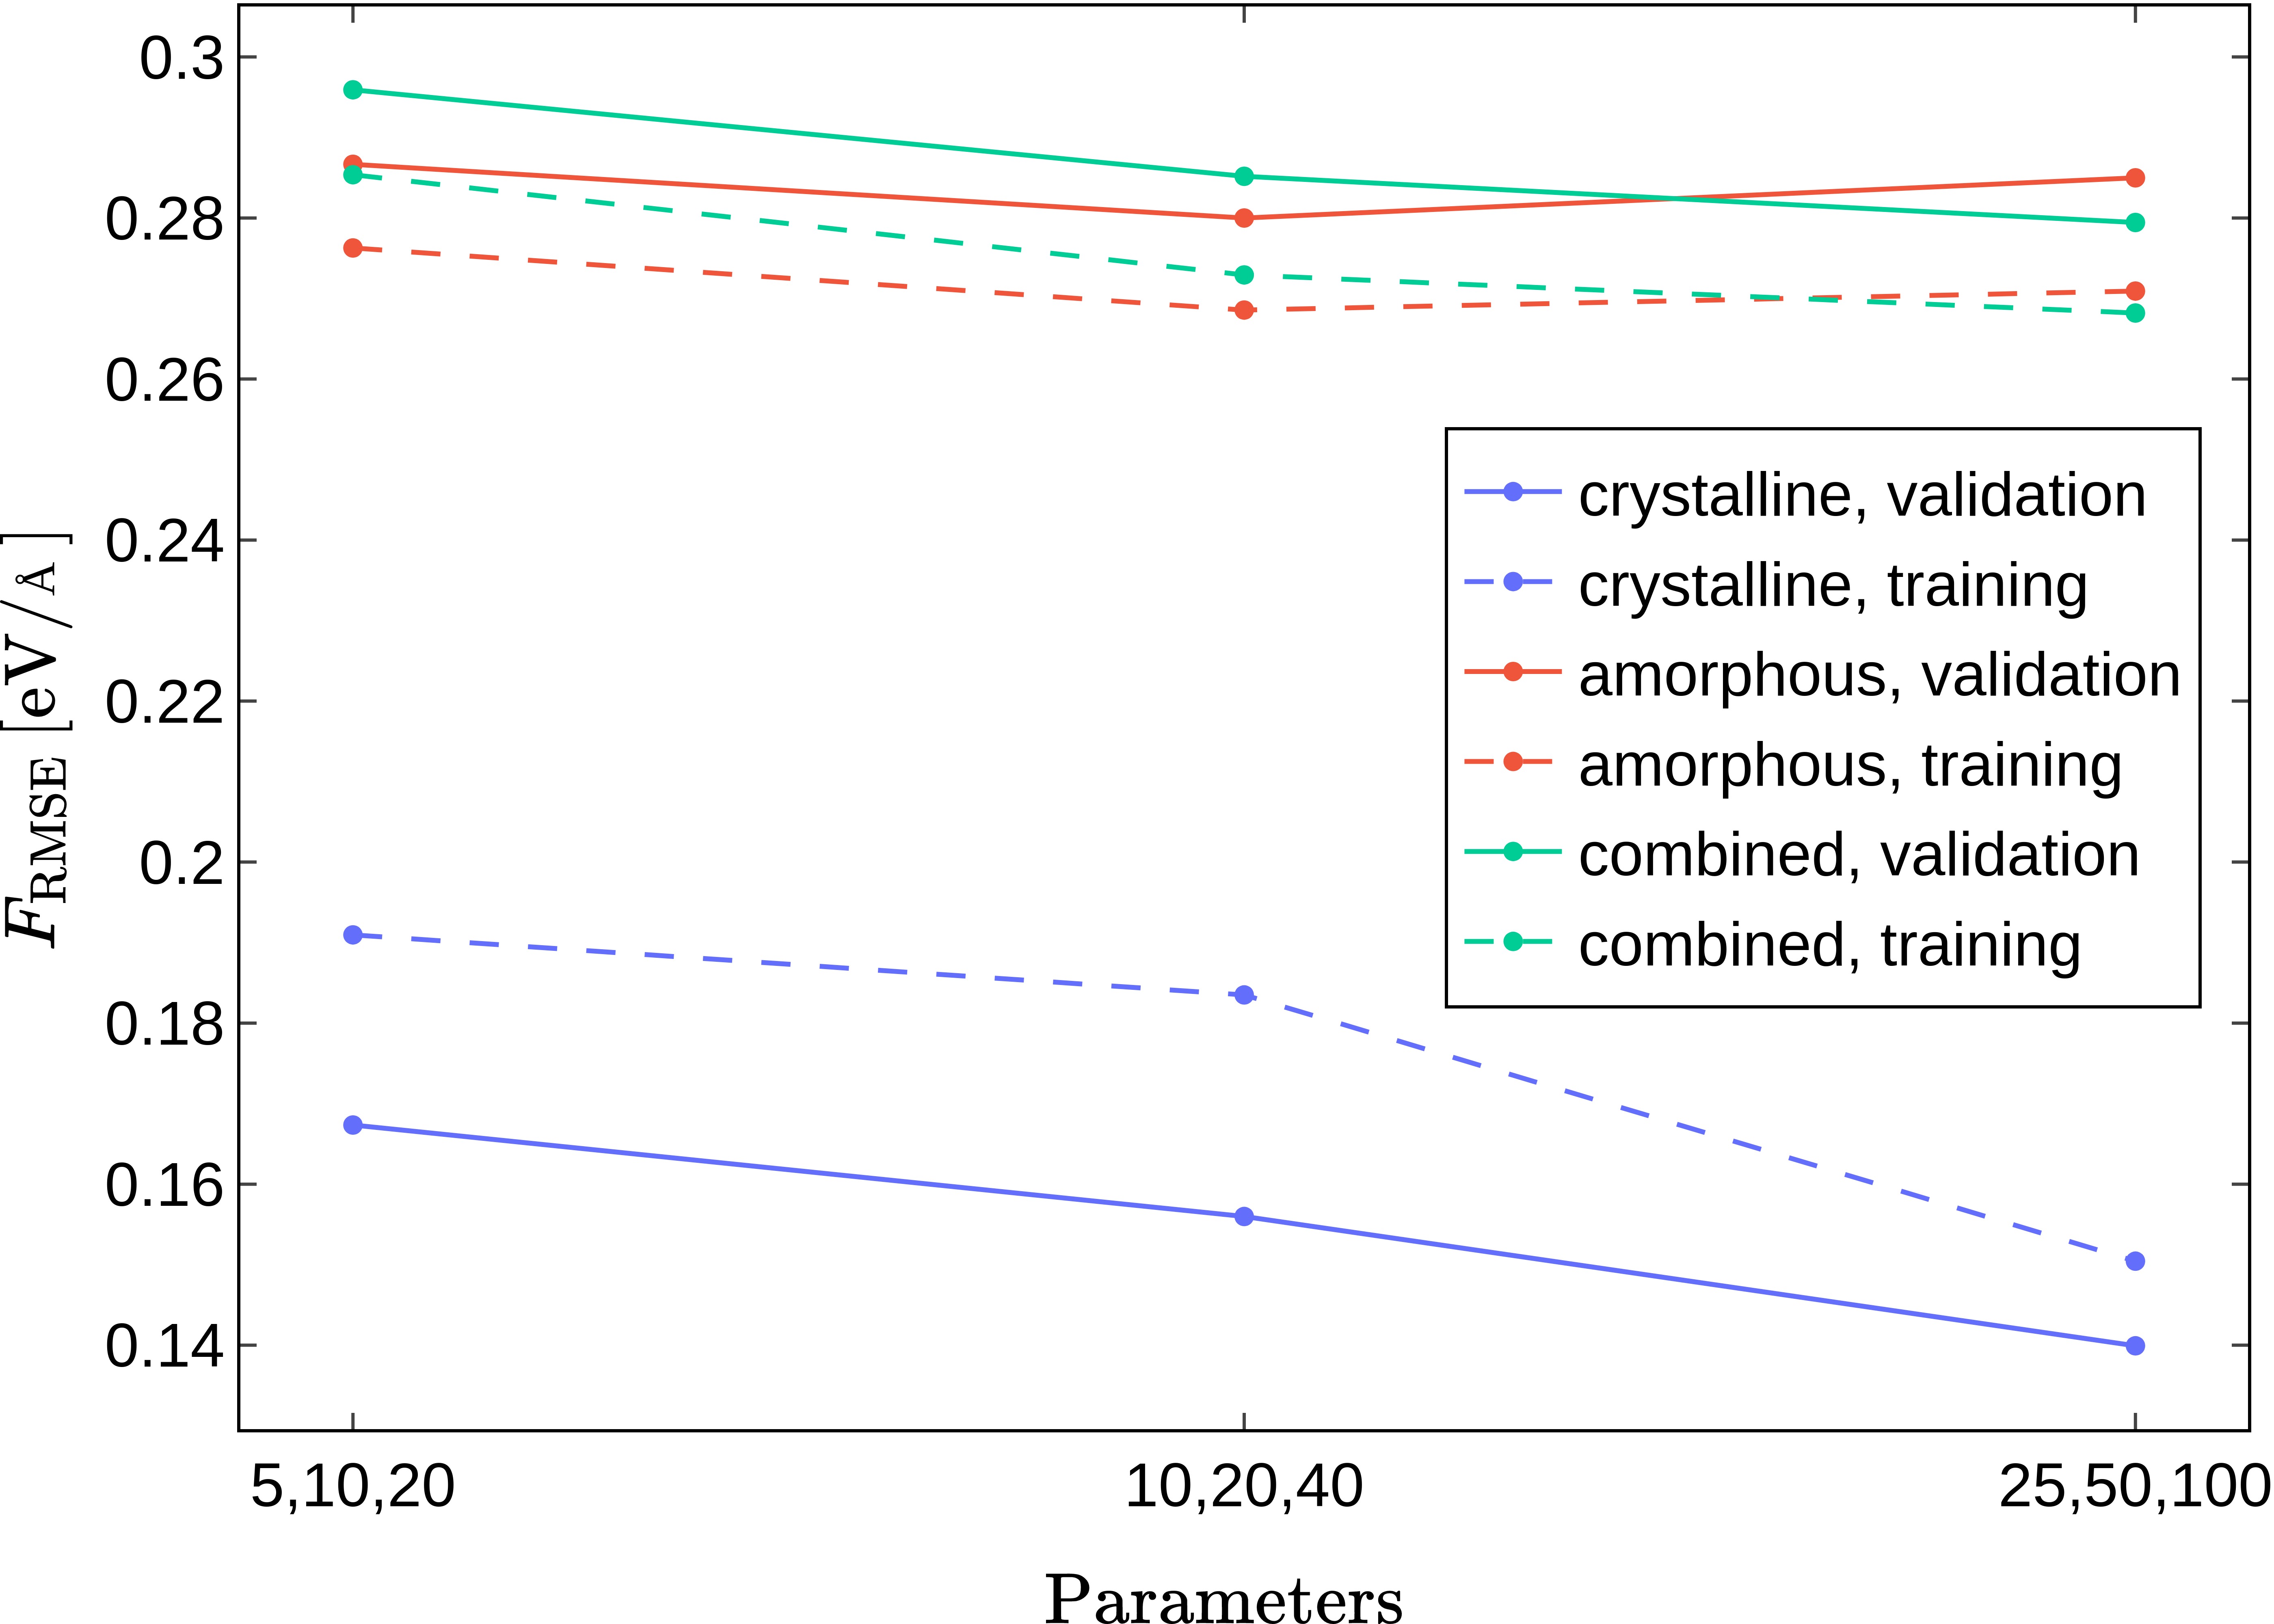 0.3
0.28
0.26
0.24
0.22
0.2
0.18
0.16
0.14
F_RMSE [eV/Å]
crystalline, validation
crystalline, training
amorphous, validation
amorphous, training
combined, validation
combined, training
5,10,20 10,20,40 25,50,100
Parameters